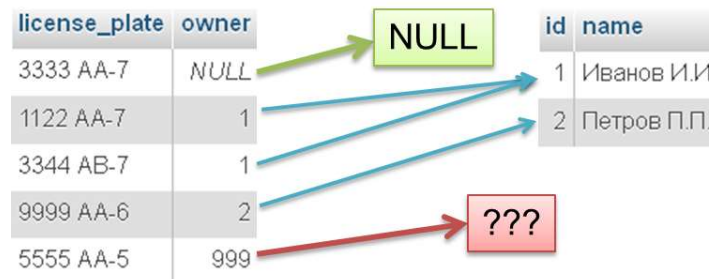 license_plate owner
3333 AA-7 NULL
1122 AA-7 1
3344 AB-7 1
9999 AA-6 2
5555 AA-5 999
NULL
???
id name
1 Иванов И.И
2 Петров П.П.